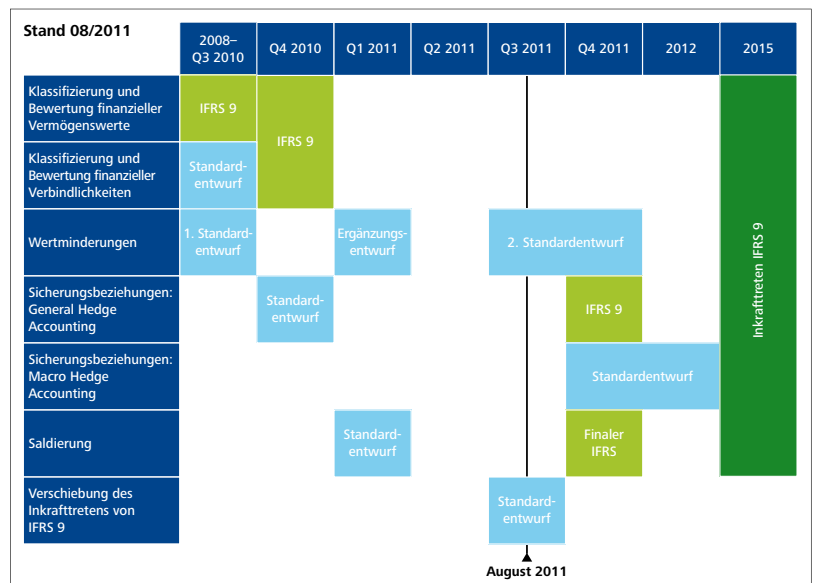 Stand 08/2011
2008–
Q3 2010
Q4 2010
Q1 2011
Q2 2011
Q3 2011
Q4 2011
2012
2015
Klassifizierung und
Bewertung finanzieller
Vermögenswerte
IFRS 9
IFRS 9
Klassifizierung und
Bewertung finanzieller
Verbindlichkeiten
Standard-
entwurf
Wertminderungen
1. Standard-
entwurf
Ergänzungs-
entwurf
2. Standardentwurf
Inkrafttreten IFRS 9
Sicherungsbeziehungen:
General Hedge
Accounting
Standard-
entwurf
IFRS 9
Sicherungsbeziehungen:
Macro Hedge
Accounting
Standardentwurf
Saldierung
Standard-
entwurf
Finaler
IFRS
Verschiebung des
Inkrafttretens von
IFRS 9
Standard-
entwurf
August 2011